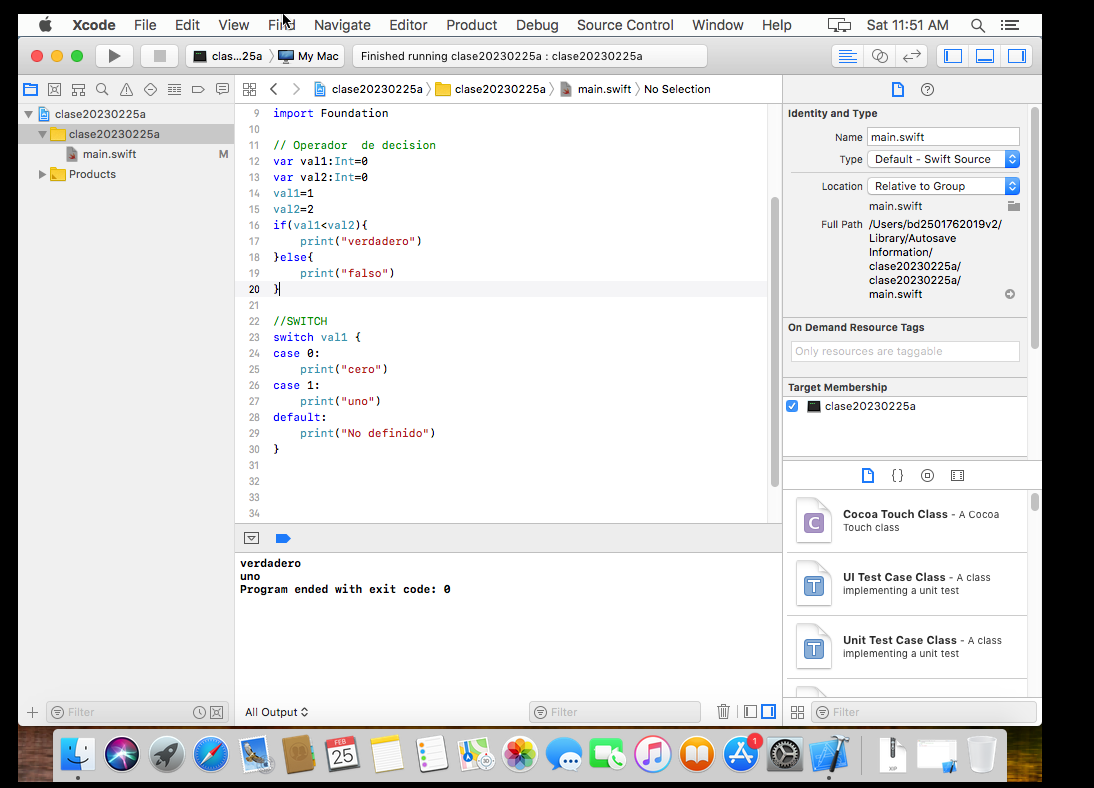 Xcode File Edit View Find Navigate Editor Product Debug Source Control Window Help Sat 11:51 AM
clas...25a My Mac Finished running clase20230225a : clase20230225a
clase20230225a clase20230225a main.swift No Selection
clase20230225a
clase20230225a
main.swift M
Products
9 import Foundation
10
11 // Operador  de decision
12 var val1:Int=0
13 var val2:Int=0
14 val1=1
15 val2=2
16 if(val1<val2){
17     print("verdadero")
18 }else{
19     print("falso")
20 }
21
22 //SWITCH
23 switch val1 {
24 case 0:
25     print("cero")
26 case 1:
27     print("uno")
28 default:
29     print("No definido")
30 }
31
32
33
34
verdadero
uno
Program ended with exit code: 0
Filter
All Output Filter
Identity and Type
Name main.swift
Type Default - Swift Source
Location Relative to Group
main.swift
Full Path /Users/bd2501762019v2/
Library/Autosave
Information/
clase20230225a/
clase20230225a/
main.swift
On Demand Resource Tags
Only resources are taggable
Target Membership
clase20230225a
{}
C
Cocoa Touch Class - A Cocoa
Touch class
T
UI Test Case Class - A class
implementing a unit test
T
Unit Test Case Class - A class
implementing a unit test
Filter
FEB
25
1
XIP